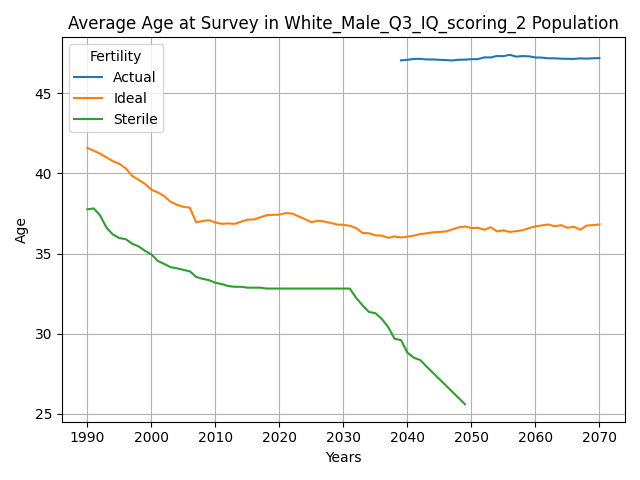 Average Age at Survey in White_Male_Q3_IQ_scoring_2 Population
Fertility
Actual
Ideal
Sterile
Age
45
40
35
30
25
1990 2000 2010 2020 2030 2040 2050 2060 2070
Years